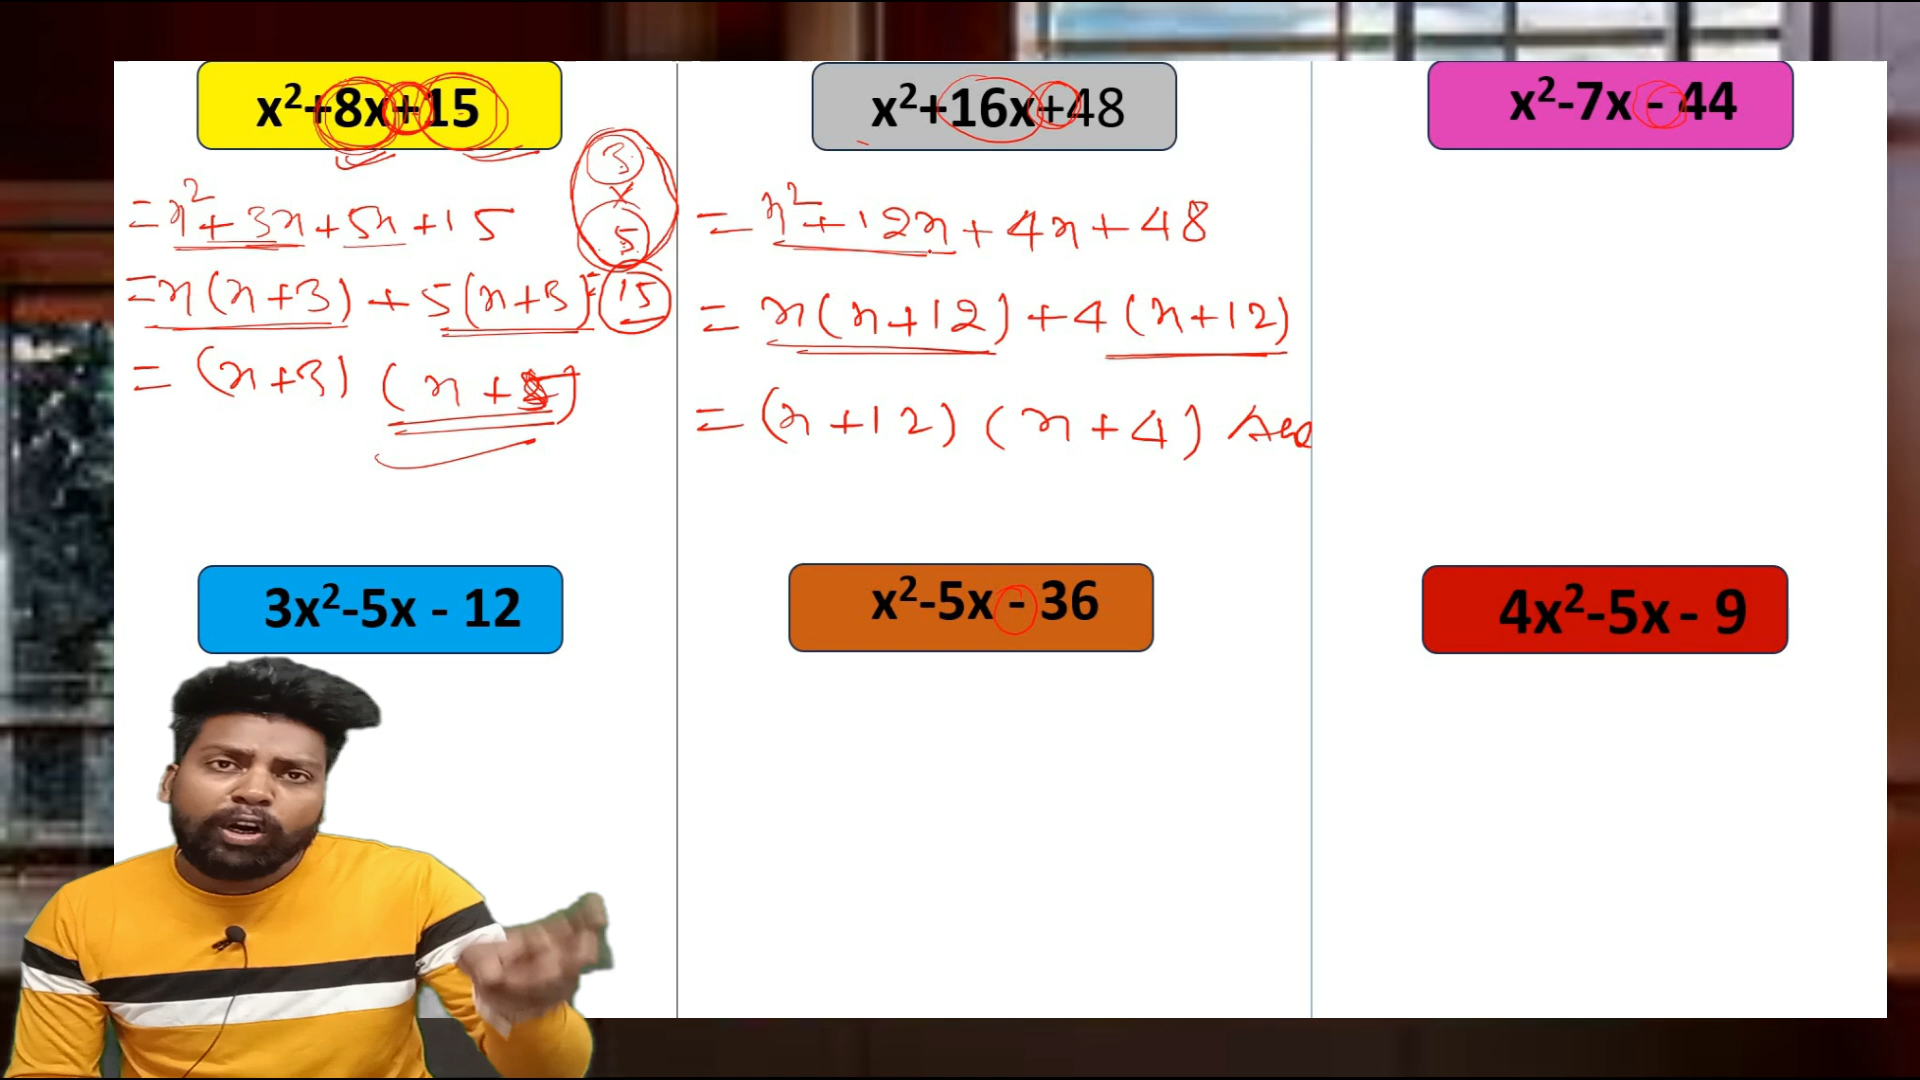 x²+8x+15
=x²+3x+5x+15
=x(x+3)+5(x+3)
=(x+3)(x+5)
3
×
5
=15
x²+16x+48
=x²+12x+4x+48
=x(x+12)+4(x+12)
=(x+12)(x+4)
x²-7x - 44
3x²-5x - 12
x²-5x - 36
4x²-5x - 9